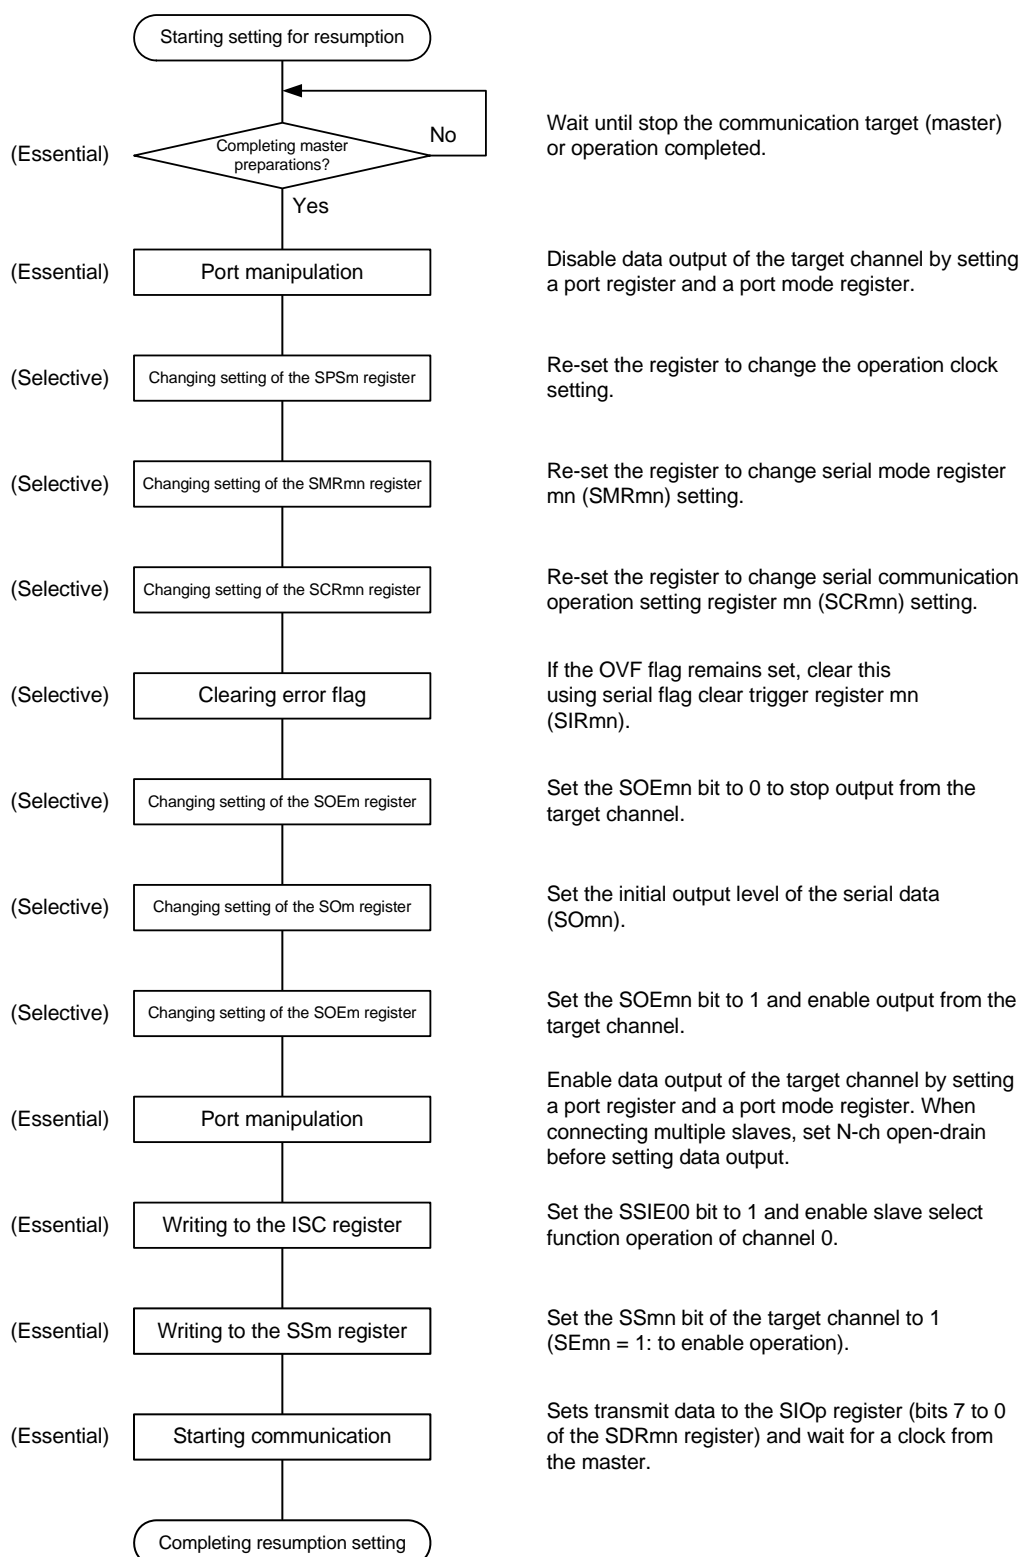 Starting setting for resumption
(Essential)
Completing master
preparations?
No
Yes
Wait until stop the communication target (master)
or operation completed.
(Essential)
Port manipulation
Disable data output of the target channel by setting
a port register and a port mode register.
(Selective)
Changing setting of the SPSm register
Re-set the register to change the operation clock
setting.
(Selective)
Changing setting of the SMRmn register
Re-set the register to change serial mode register
mn (SMRmn) setting.
(Selective)
Changing setting of the SCRmn register
Re-set the register to change serial communication
operation setting register mn (SCRmn) setting.
(Selective)
Clearing error flag
If the OVF flag remains set, clear this
using serial flag clear trigger register mn
(SIRmn).
(Selective)
Changing setting of the SOEm register
Set the SOEmn bit to 0 to stop output from the
target channel.
(Selective)
Changing setting of the SOm register
Set the initial output level of the serial data
(SOmn).
(Selective)
Changing setting of the SOEm register
Set the SOEmn bit to 1 and enable output from the
target channel.
(Essential)
Port manipulation
Enable data output of the target channel by setting
a port register and a port mode register. When
connecting multiple slaves, set N-ch open-drain
before setting data output.
(Essential)
Writing to the ISC register
Set the SSIE00 bit to 1 and enable slave select
function operation of channel 0.
(Essential)
Writing to the SSm register
Set the SSmn bit of the target channel to 1
(SEmn = 1: to enable operation).
(Essential)
Starting communication
Sets transmit data to the SIOp register (bits 7 to 0
of the SDRmn register) and wait for a clock from
the master.
Completing resumption setting